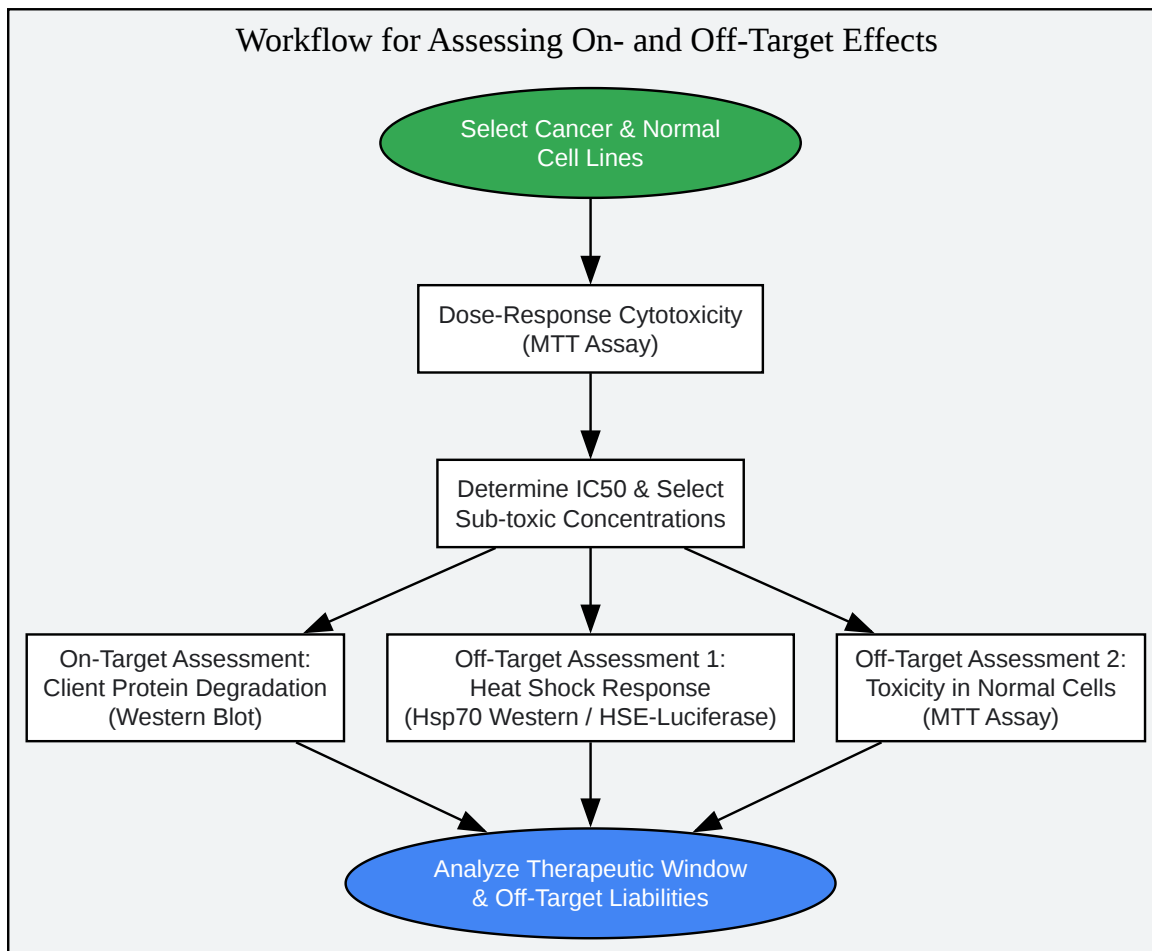 Workflow for Assessing On- and Off-Target Effects
Select Cancer & Normal
Cell Lines
Dose-Response Cytotoxicity
(MTT Assay)
Determine IC50 & Select
Sub-toxic Concentrations
On-Target Assessment:
Client Protein Degradation
(Western Blot)
Off-Target Assessment 1:
Heat Shock Response
(Hsp70 Western / HSE-Luciferase)
Off-Target Assessment 2:
Toxicity in Normal Cells
(MTT Assay)
Analyze Therapeutic Window
& Off-Target Liabilities